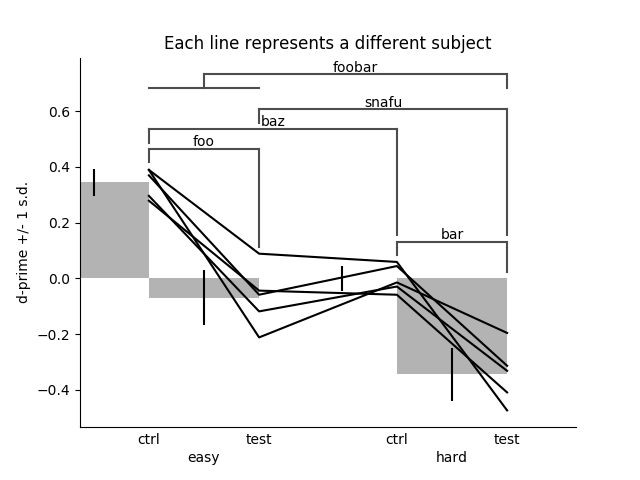 Each line represents a different subject
foobar
snafu
baz
foo
bar
d-prime +/- 1 s.d.
0.6
0.4
0.2
0.0
−0.2
−0.4
ctrl test ctrl test
easy hard